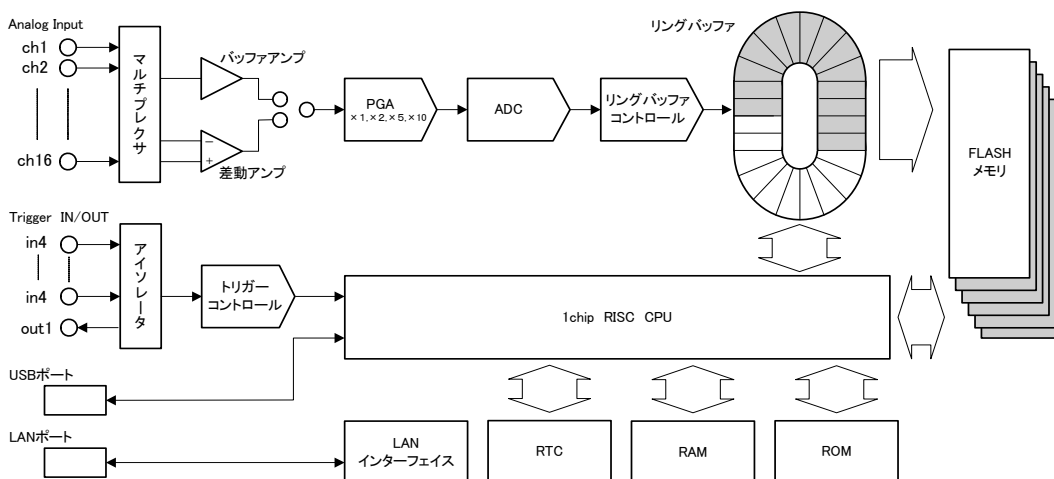 Analog Input
ch1
ch2
ch16
マルチプレクサ
バッファアンプ
－
＋
差動アンプ
PGA
×1,×2,×5,×10
ADC
リングバッファ
コントロール
リングバッファ
FLASH
メモリ
Trigger IN/OUT
in4
in4
out1
アイソレータ
トリガー
コントロール
1chip RISC CPU
USBポート
LANポート
LAN
インターフェイス
RTC
RAM
ROM